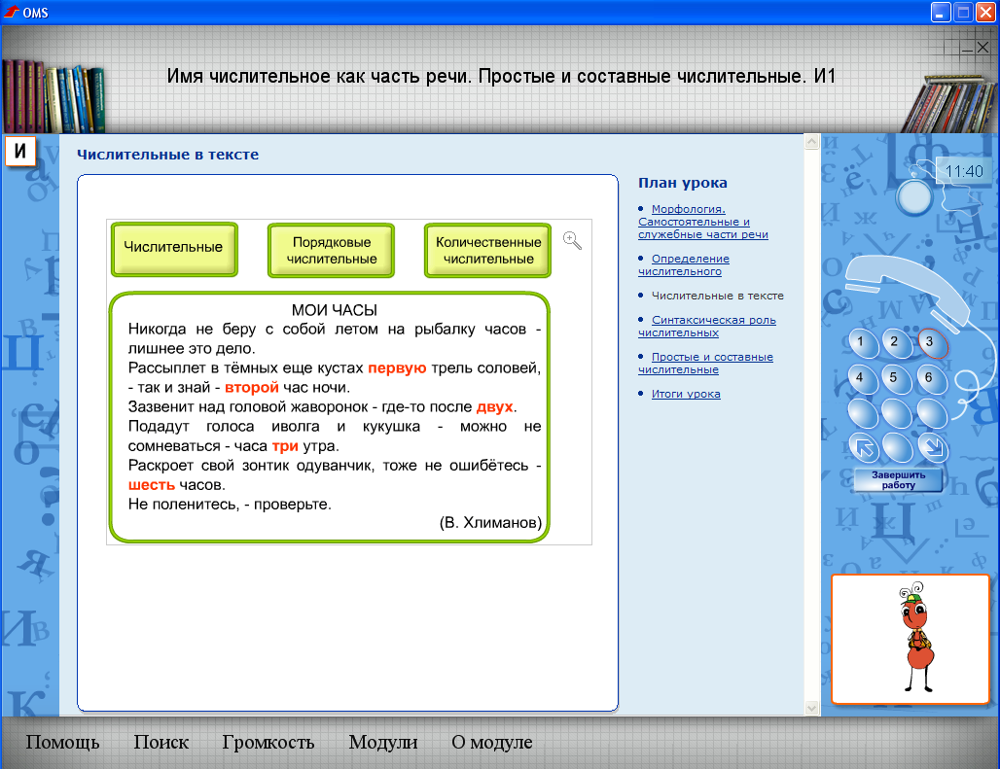 OMS
Имя числительное как часть речи. Простые и составные числительные. И1
И
Числительные в тексте
Числительные
Порядковые
числительные
Количественные
числительные
МОИ ЧАСЫ
Никогда не беру с собой летом на рыбалку часов -
лишнее это дело.
Рассыплет в тёмных еще кустах первую трель соловей,
- так и знай - второй час ночи.
Зазвенит над головой жаворонок - где-то после двух.
Подадут голоса иволга и кукушка - можно не
сомневаться - часа три утра.
Раскроет свой зонтик одуванчик, тоже не ошибётесь -
шесть часов.
Не поленитесь, - проверьте.
(В. Хлиманов)
План урока
Морфология.
Самостоятельные и
служебные части речи
Определение
числительного
Числительные в тексте
Синтаксическая роль
числительных
Простые и составные
числительные
Итоги урока
11:40
1 2 3
4 5 6
Завершить
работу
Помощь Поиск Громкость Модули О модуле